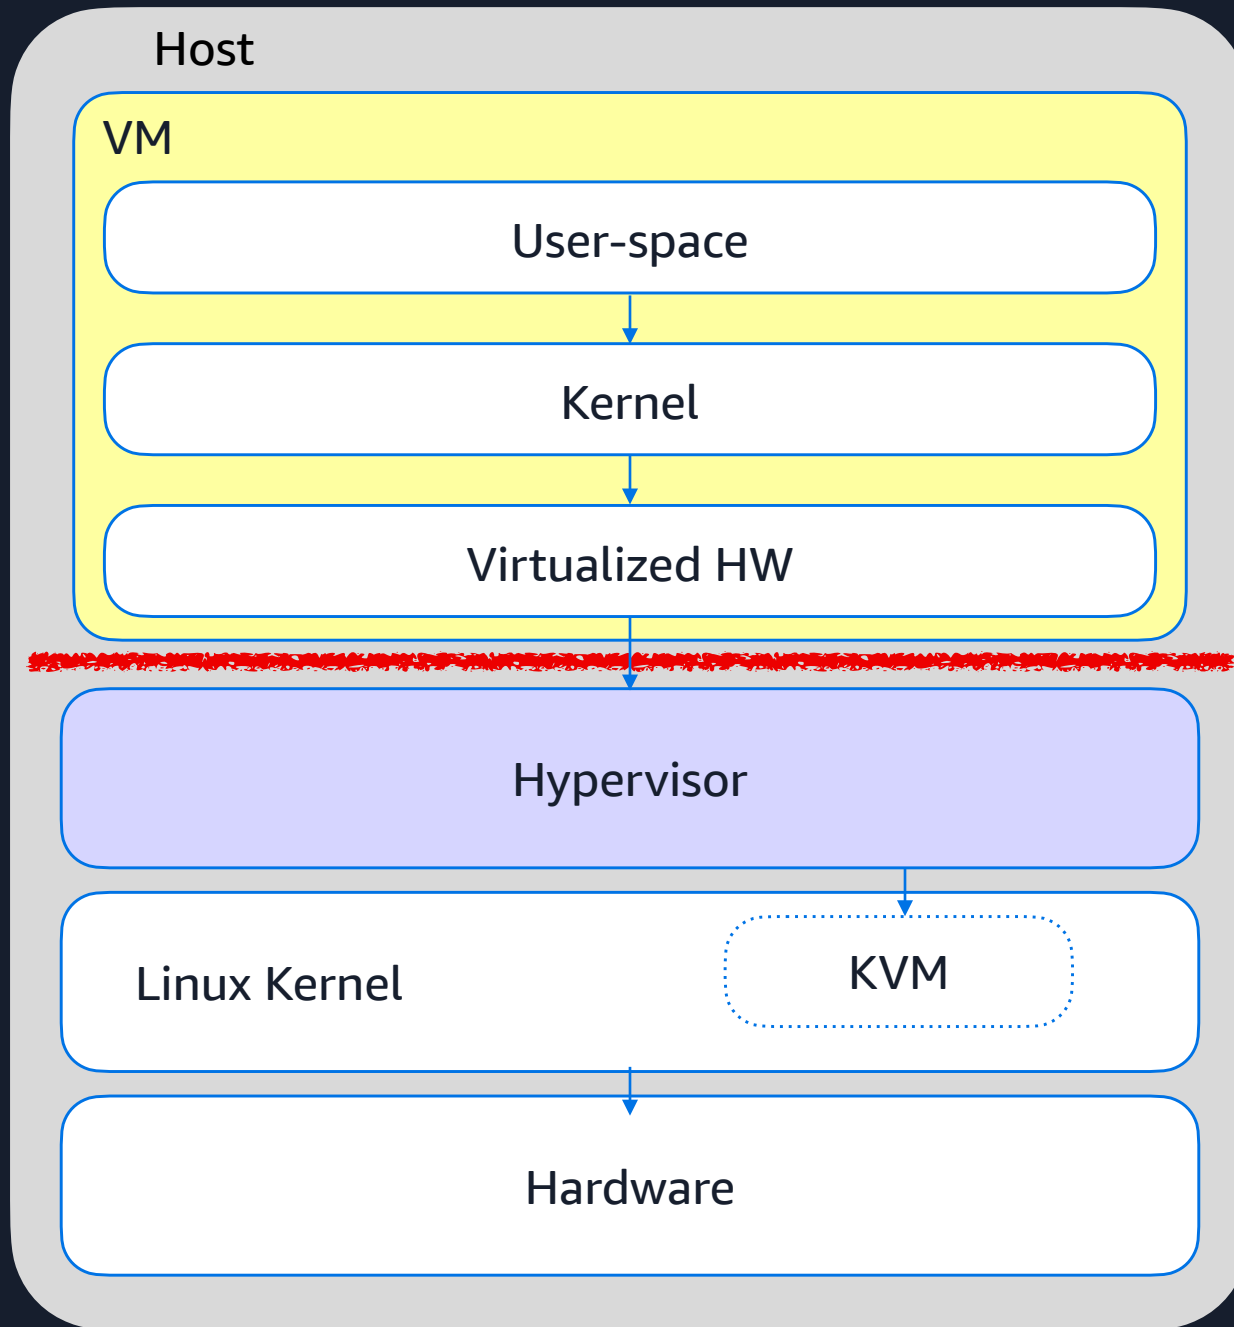 Host
VM
User-space
Kernel
Virtualized HW
Hypervisor
Linux Kernel
KVM
Hardware